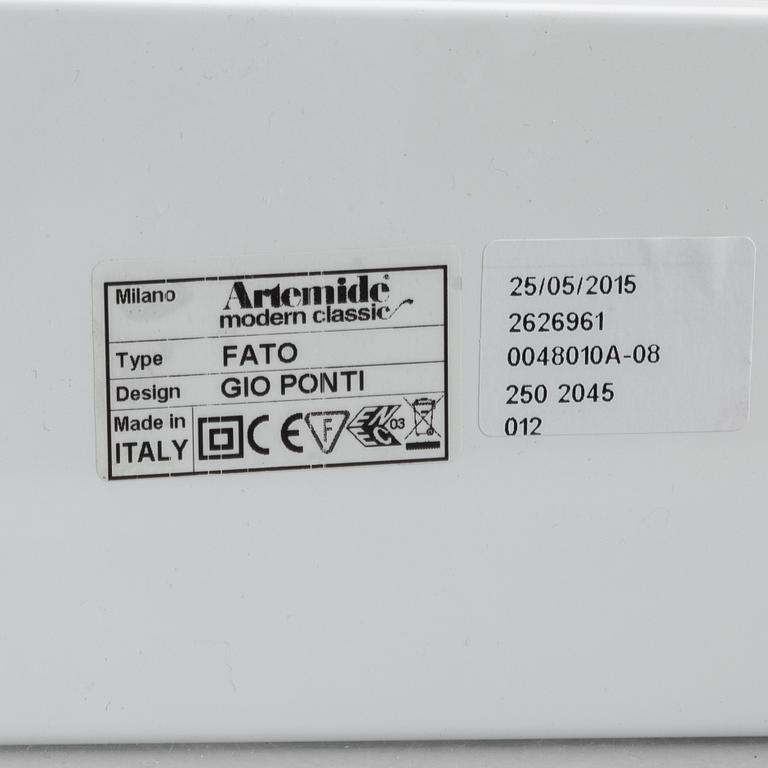 Milano Artemide®
modern classic
Type FATO
Design GIO PONTI
Made in
ITALY CE F ENEC 03
25/05/2015
2626961
0048010A-08
250 2045
012